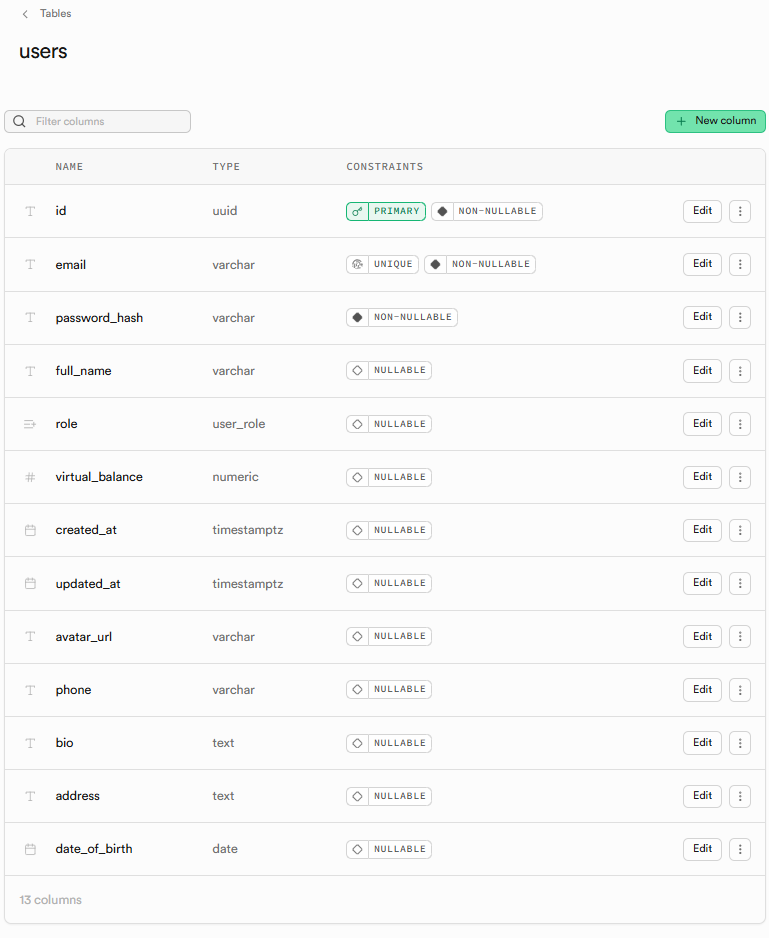 Tables
users
Filter columns
New column
NAME TYPE CONSTRAINTS
id uuid PRIMARY NON-NULLABLE Edit
email varchar UNIQUE NON-NULLABLE Edit
password_hash varchar NON-NULLABLE Edit
full_name varchar NULLABLE Edit
role user_role NULLABLE Edit
virtual_balance numeric NULLABLE Edit
created_at timestamptz NULLABLE Edit
updated_at timestamptz NULLABLE Edit
avatar_url varchar NULLABLE Edit
phone varchar NULLABLE Edit
bio text NULLABLE Edit
address text NULLABLE Edit
date_of_birth date NULLABLE Edit
13 columns